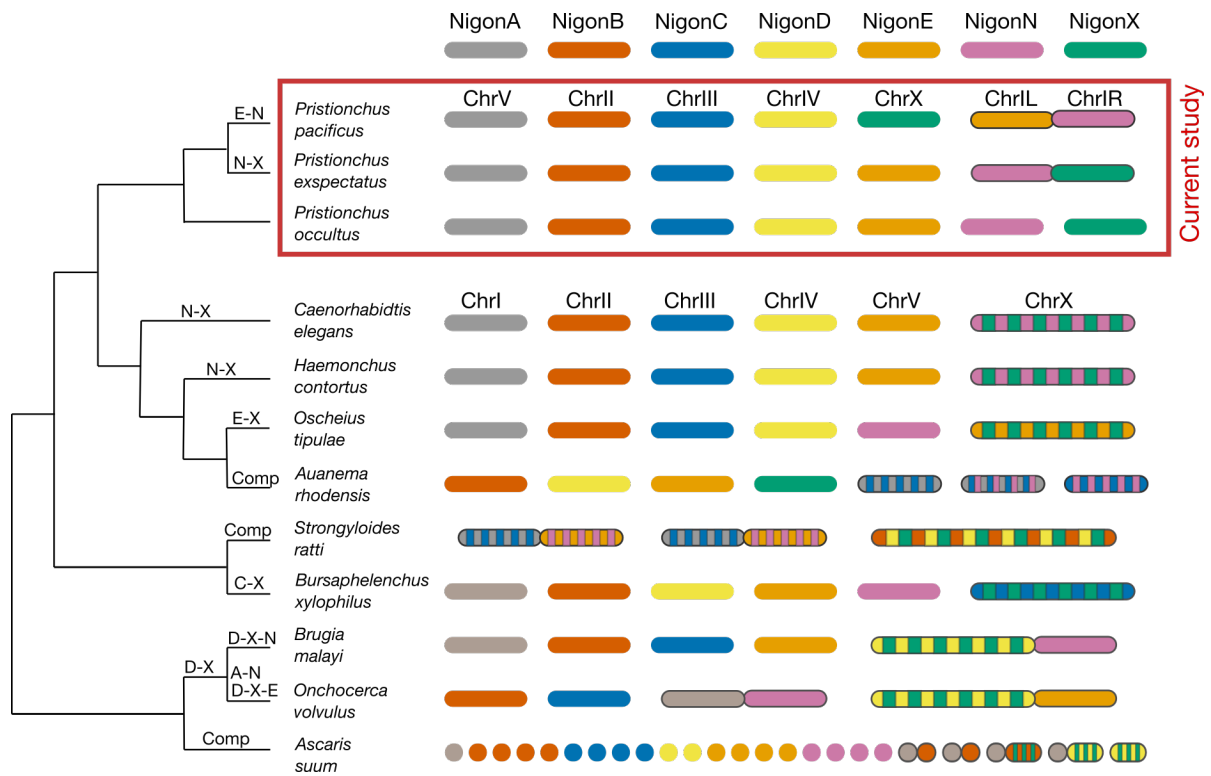 NigonA NigonB NigonC NigonD NigonE NigonN NigonX
ChrV ChrII ChrIII ChrIV ChrX ChrIL ChrIR
E-N Pristionchus
pacificus
N-X Pristionchus
exspectatus
Pristionchus
occultus
Current study
ChrI ChrII ChrIII ChrIV ChrV ChrX
N-X Caenorhabidtis
elegans
N-X Haemonchus
contortus
E-X Oscheius
tipulae
Comp Auanema
rhodensis
Comp Strongyloides
ratti
C-X Bursaphelenchus
xylophilus
D-X-N Brugia
malayi
D-X A-N
D-X-E Onchocerca
volvulus
Comp Ascaris
suum